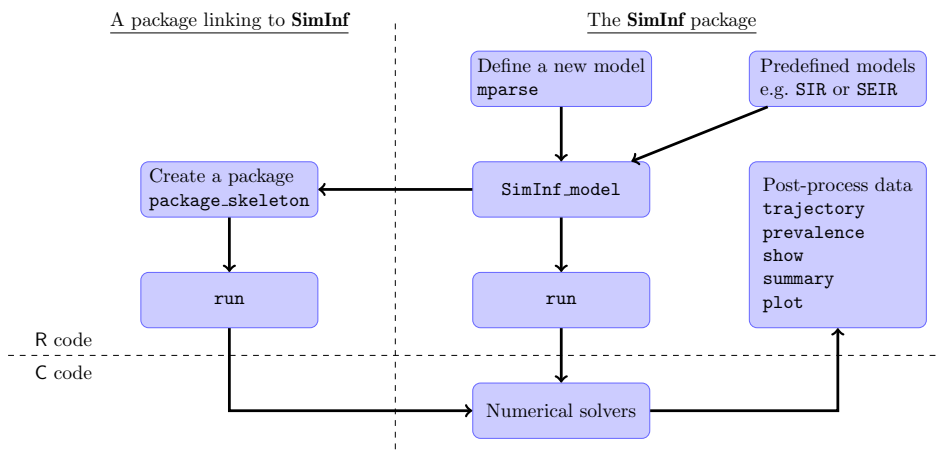 A package linking to SimInf
The SimInf package
Define a new model
mparse
Predefined models
e.g. SIR or SEIR
Create a package
package_skeleton
SimInf_model
Post-process data
trajectory
prevalence
show
summary
plot
run
run
R code
C code
Numerical solvers